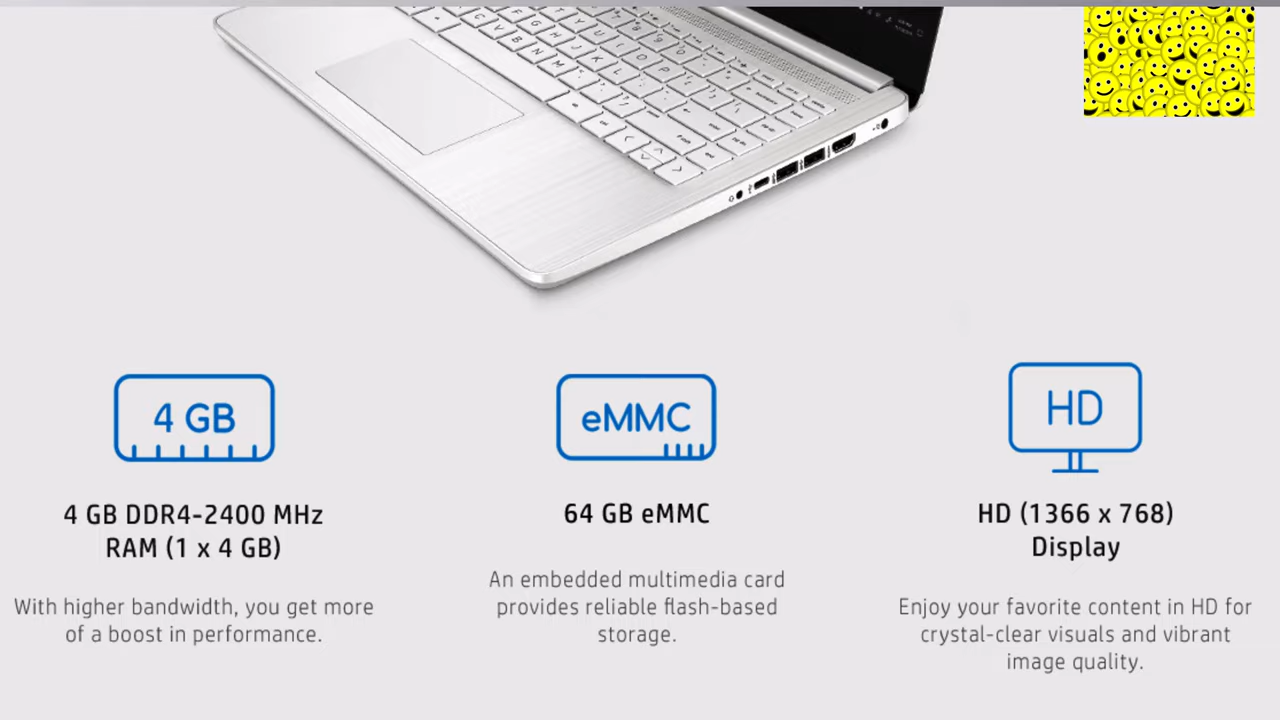 4 GB
eMMC
HD
4 GB DDR4-2400 MHz
RAM (1 x 4 GB)
64 GB eMMC
HD (1366 x 768)
Display
With higher bandwidth, you get more
of a boost in performance.
An embedded multimedia card
provides reliable flash-based
storage.
Enjoy your favorite content in HD for
crystal-clear visuals and vibrant
image quality.